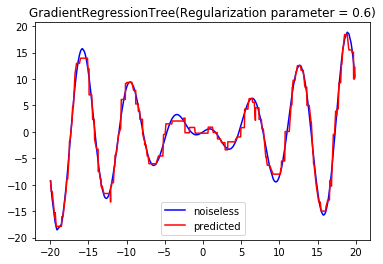 GradientRegressionTree(Regularization parameter = 0.6)
20
15
10
5
0
−5
−10
−15
−20
noiseless
predicted
−20 −15 −10 −5 0 5 10 15 20